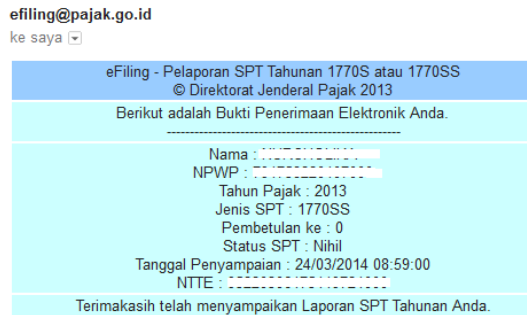 efiling@pajak.go.id
ke saya
eFiling - Pelaporan SPT Tahunan 1770S atau 1770SS
© Direktorat Jenderal Pajak 2013
Berikut adalah Bukti Penerimaan Elektronik Anda.
----------------------------------------------------
Nama :
NPWP :
Tahun Pajak : 2013
Jenis SPT : 1770SS
Pembetulan ke : 0
Status SPT : Nihil
Tanggal Penyampaian : 24/03/2014 08:59:00
NTTE :
Terimakasih telah menyampaikan Laporan SPT Tahunan Anda.